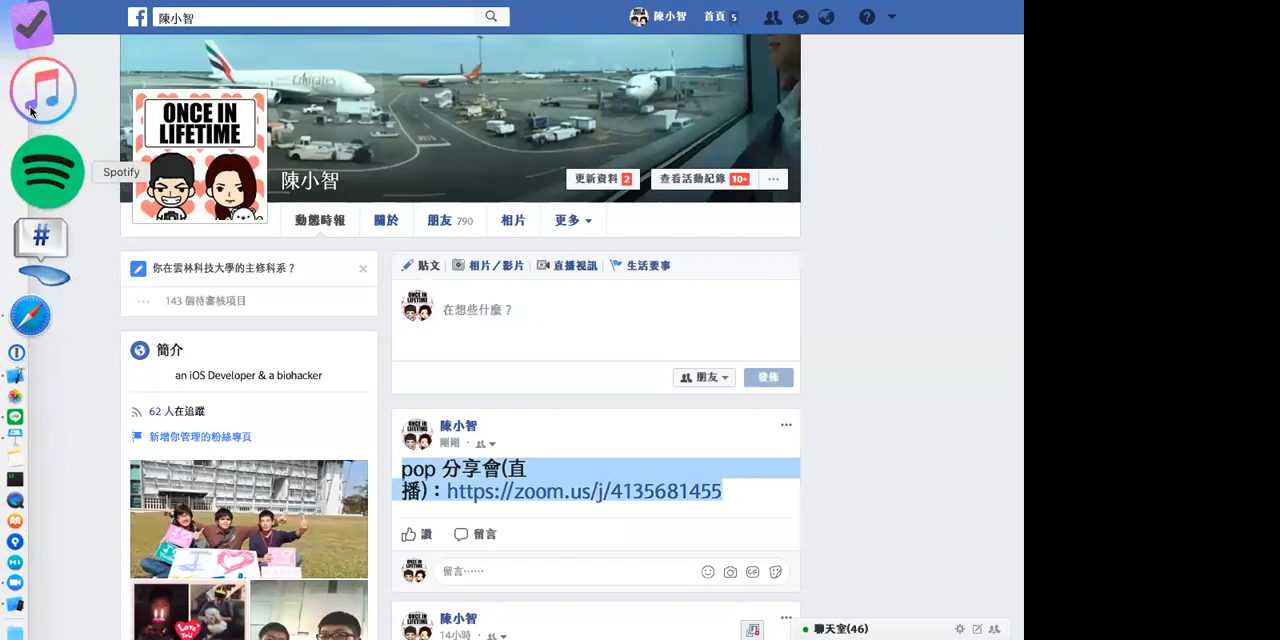 陳小智
陳小智
首頁 5
Spotify
ONCE IN
LIFETIME
陳小智
更新資料 2
查看活動紀錄 10+
動態時報
關於
朋友 790
相片
更多
你在雲林科技大學的主修科系？
143 個待審核項目
簡介
an iOS Developer & a biohacker
62 人在追蹤
新增你管理的粉絲專頁
貼文
相片／影片
直播視訊
生活要事
在想些什麼？
朋友
發佈
陳小智
剛剛
pop 分享會(直
播)：https://zoom.us/j/4135681455
讚
留言
留言……
陳小智
14小時
聊天室(46)